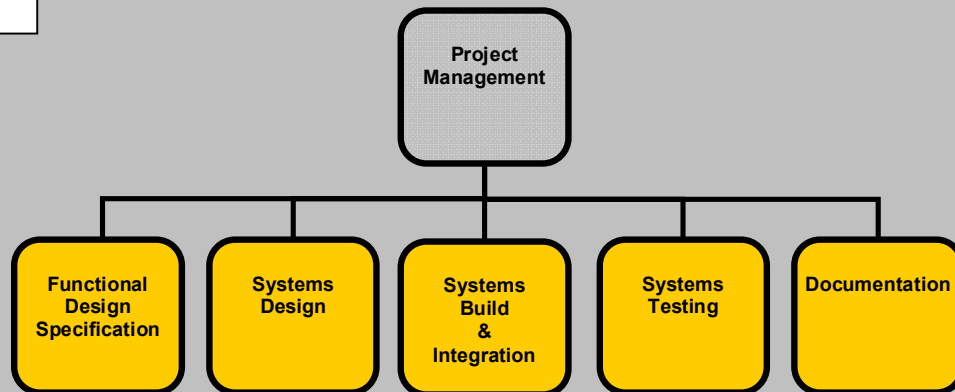 Project
Management
Functional
Design
Specification
Systems
Design
Systems
Build
&
Integration
Systems
Testing
Documentation